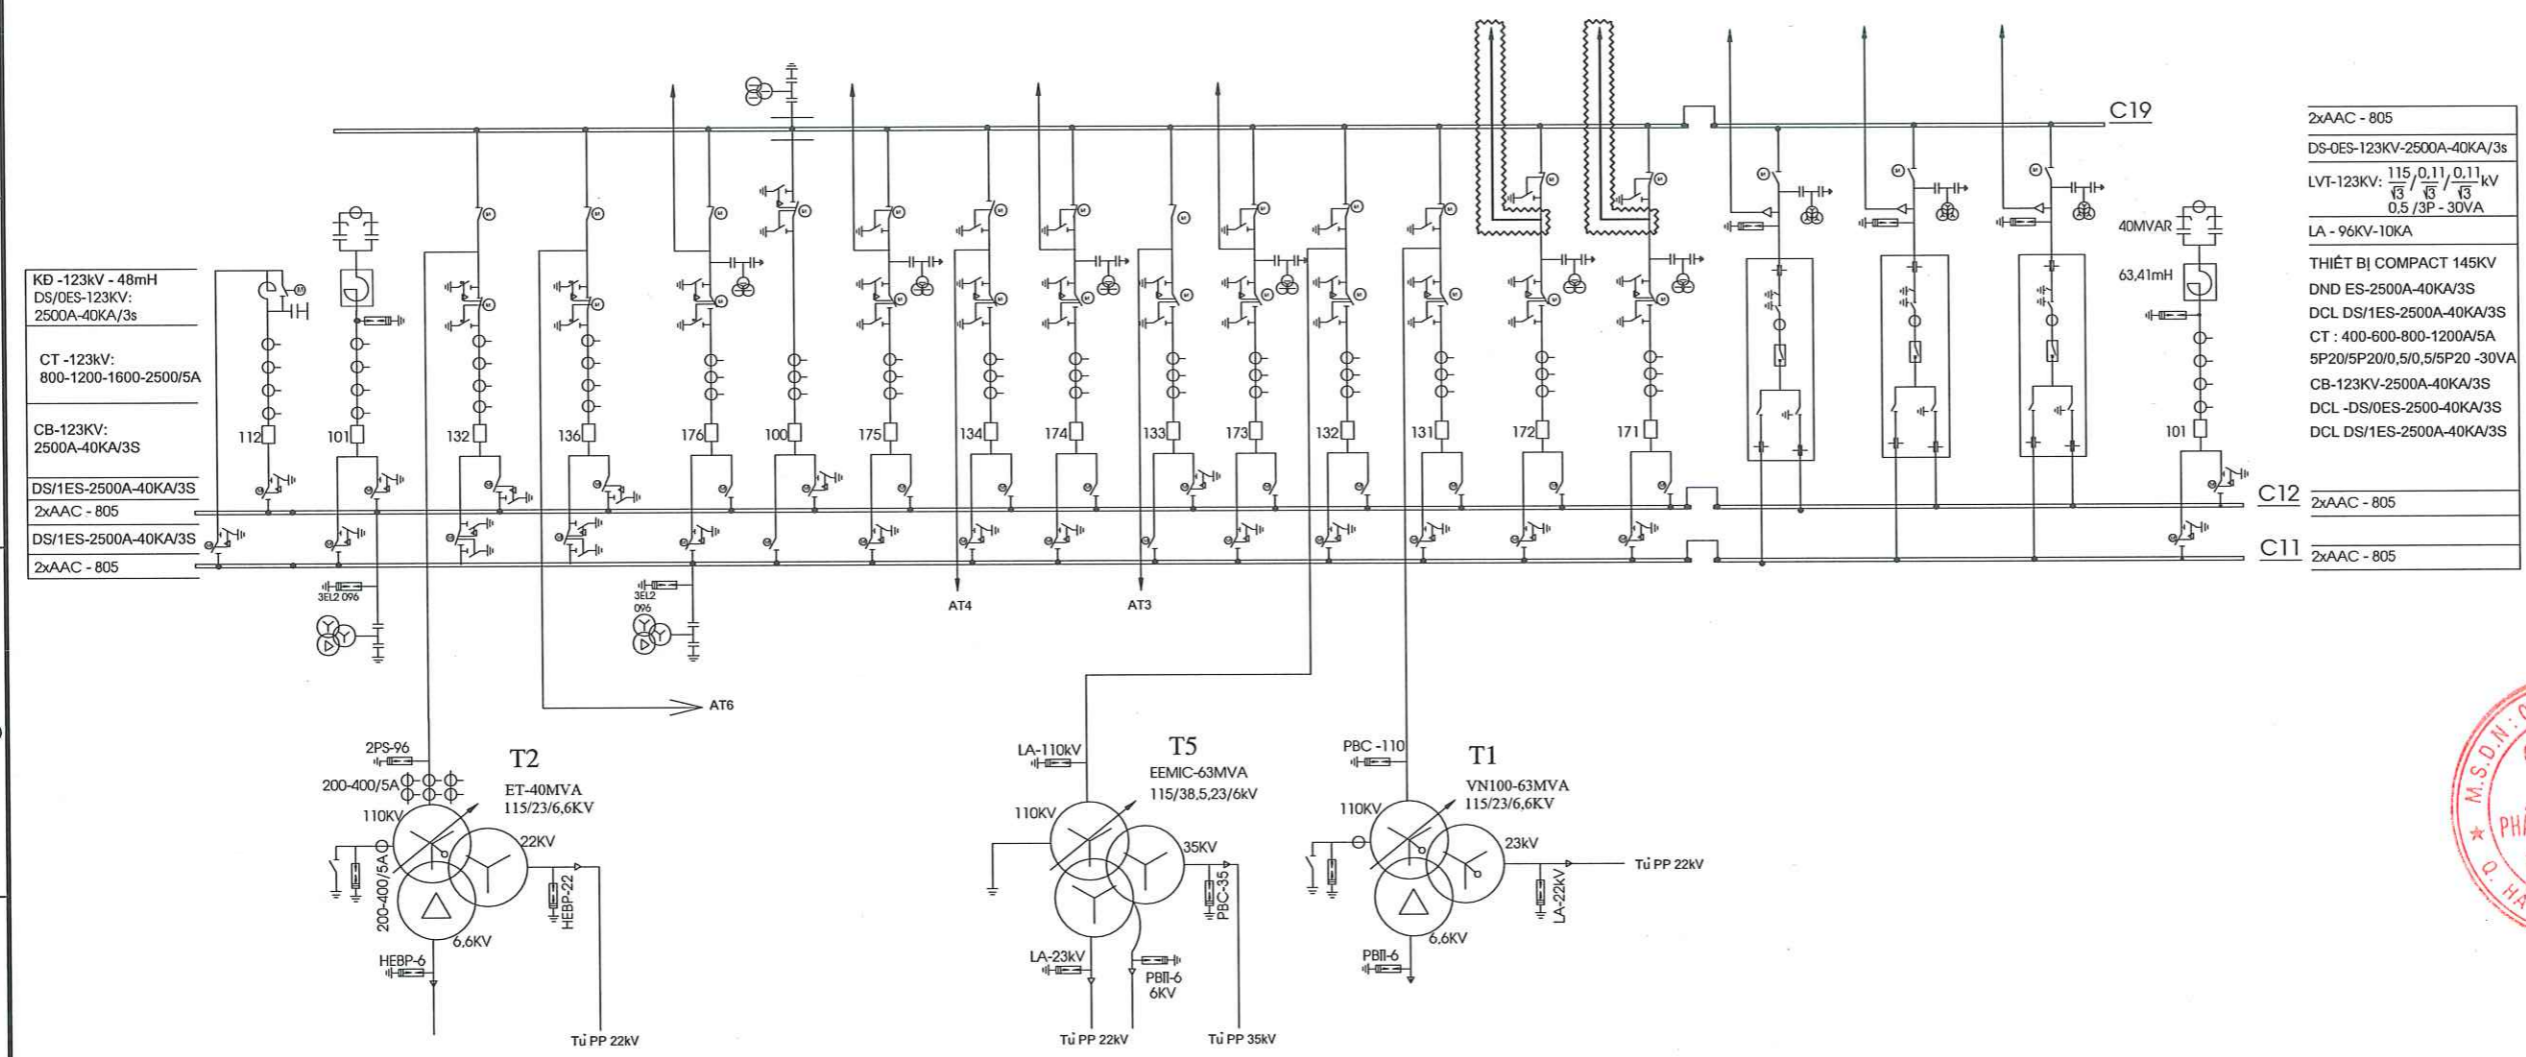 C19
2xAAC - 805
DS-0ES-123KV-2500A-40KA/3s
LVT-123KV: 115/√3 / 0,11/√3 / 0,11/√3 kV
0,5 /3P - 30VA
LA - 96KV-10KA
THIẾT BỊ COMPACT 145KV
DND ES-2500A-40KA/3S
DCL DS/1ES-2500A-40KA/3S
CT : 400-600-800-1200A/5A
5P20/5P20/0,5/0,5/5P20 -30VA
CB-123KV-2500A-40KA/3S
DCL -DS/0ES-2500-40KA/3S
DCL DS/1ES-2500A-40KA/3S
C12
2xAAC - 805
C11
2xAAC - 805
40MVAR
63,41mH
101
KĐ -123kV - 48mH
DS/0ES-123KV:
2500A-40KA/3s
CT -123kV:
800-1200-1600-2500/5A
CB-123KV:
2500A-40KA/3S
DS/1ES-2500A-40KA/3S
2xAAC - 805
DS/1ES-2500A-40KA/3S
2xAAC - 805
112
101
132
136
176
100
175
134
174
133
173
132
131
172
171
3EL2 096
3EL2
096
AT4
AT3
AT6
2PS-96
200-400/5A
110KV
200-400/5A
T2
ET-40MVA
115/23/6,6KV
22KV
HEBP-22
6,6KV
HEBP-6
Tủ PP 22kV
LA-110kV
T5
EEMIC-63MVA
115/38,5,23/6kV
110KV
35KV
PBC-35
LA-23kV
PBΠ-6
6KV
Tủ PP 22kV
Tủ PP 35kV
PBC -110
T1
VN100-63MVA
115/23/6,6KV
110KV
23kV
Tủ PP 22kV
LA-22kV
6,6KV
PBΠ-6
M.S.D.N:
Q. HA